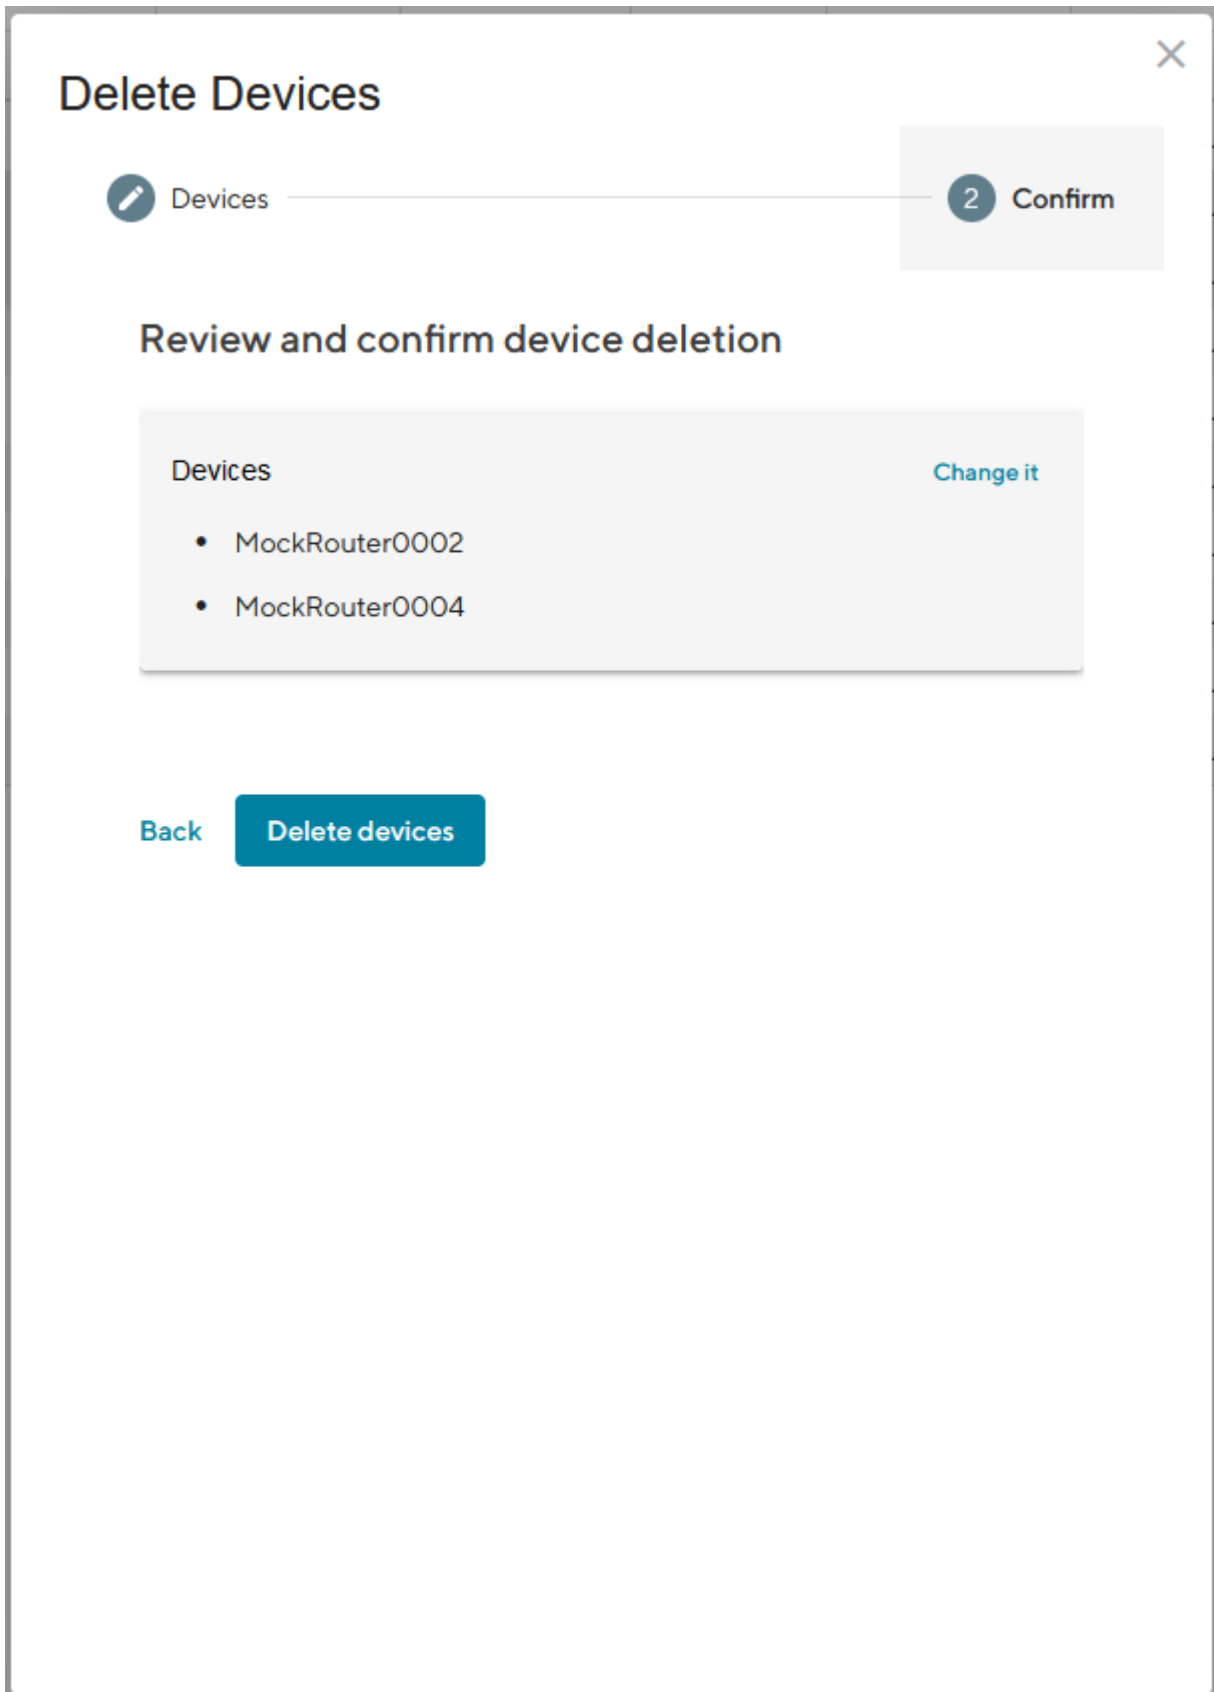 Delete Devices
Devices
2 Confirm
Review and confirm device deletion
Devices Change it
• MockRouter0002
• MockRouter0004
Back Delete devices